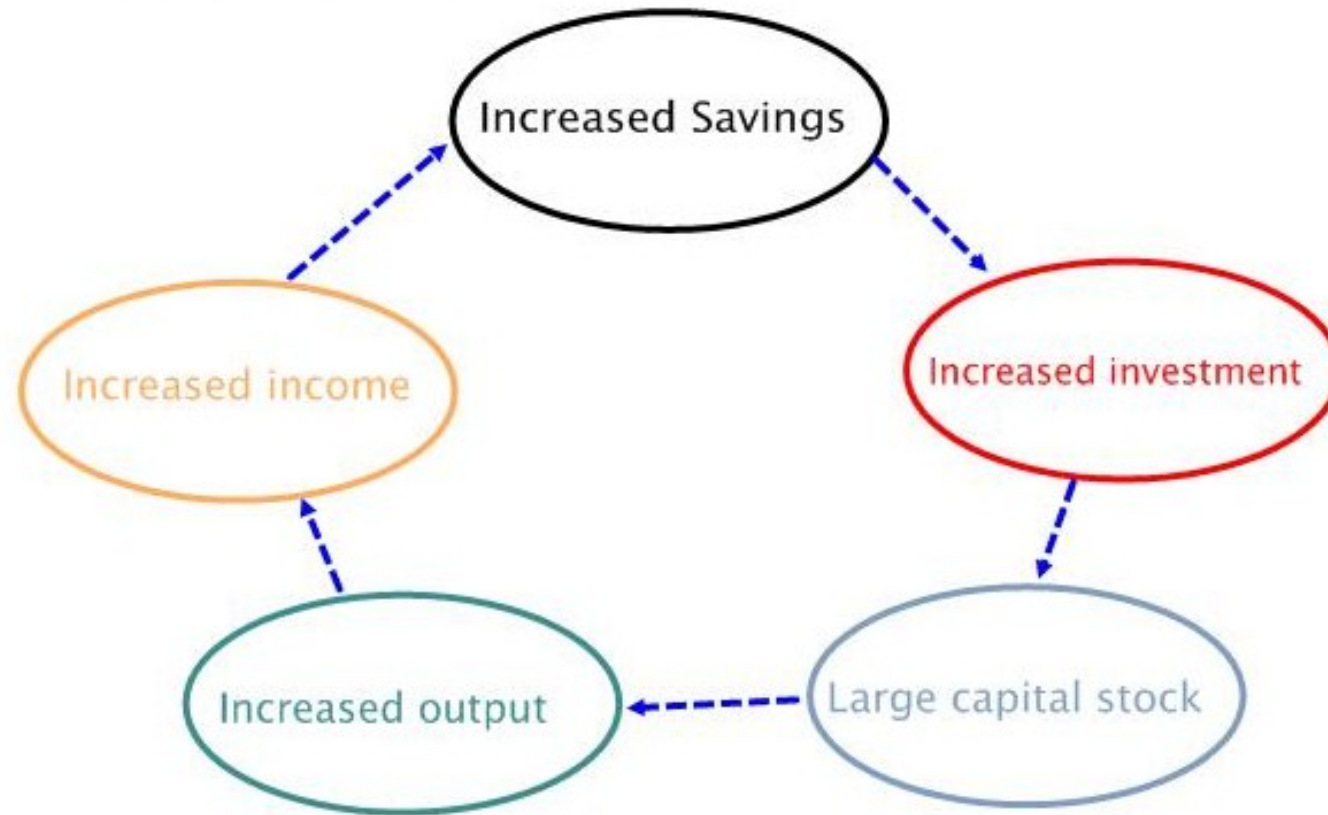 Increased Savings
Increased income
Increased investment
Increased output
Large capital stock